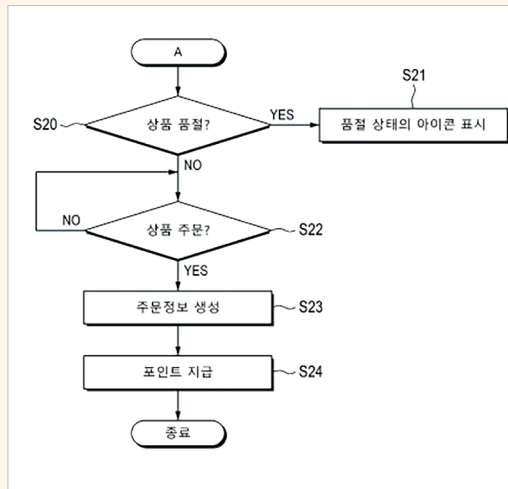 A
S21
S20
상품 품절?
YES
품절 상태의 아이콘 표시
NO
NO
상품 주문?
S22
YES
주문정보 생성
S23
포인트 지급
S24
종료